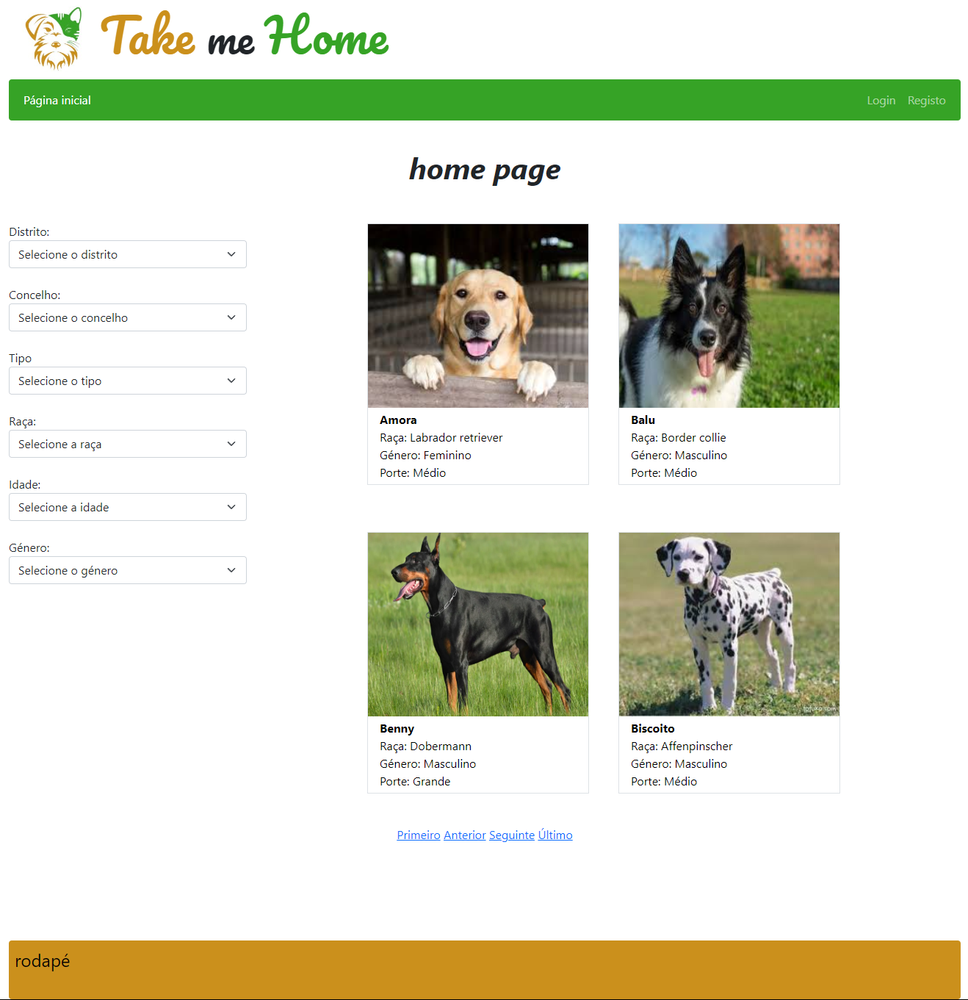 Take me Home
Página inicial
Login Registo
home page
Distrito:
Selecione o distrito
Concelho:
Selecione o concelho
Tipo
Selecione o tipo
Raça:
Selecione a raça
Idade:
Selecione a idade
Género:
Selecione o género
Amora
Raça: Labrador retriever
Género: Feminino
Porte: Médio
Balu
Raça: Border collie
Género: Masculino
Porte: Médio
Benny
Raça: Dobermann
Género: Masculino
Porte: Grande
Biscoito
Raça: Affenpinscher
Género: Masculino
Porte: Médio
Primeiro Anterior Seguinte Último
rodapé